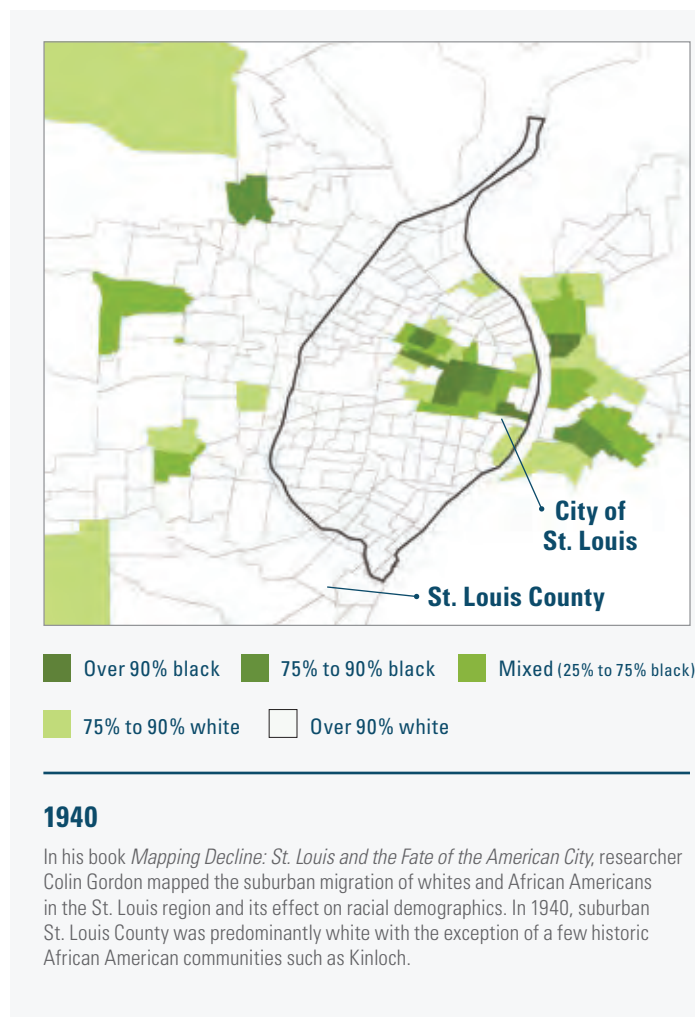 City of
St. Louis
St. Louis County
Over 90% black
75% to 90% black
Mixed (25% to 75% black)
75% to 90% white
Over 90% white
1940
In his book Mapping Decline: St. Louis and the Fate of the American City, researcher
Colin Gordon mapped the suburban migration of whites and African Americans
in the St. Louis region and its effect on racial demographics. In 1940, suburban
St. Louis County was predominantly white with the exception of a few historic
African American communities such as Kinloch.